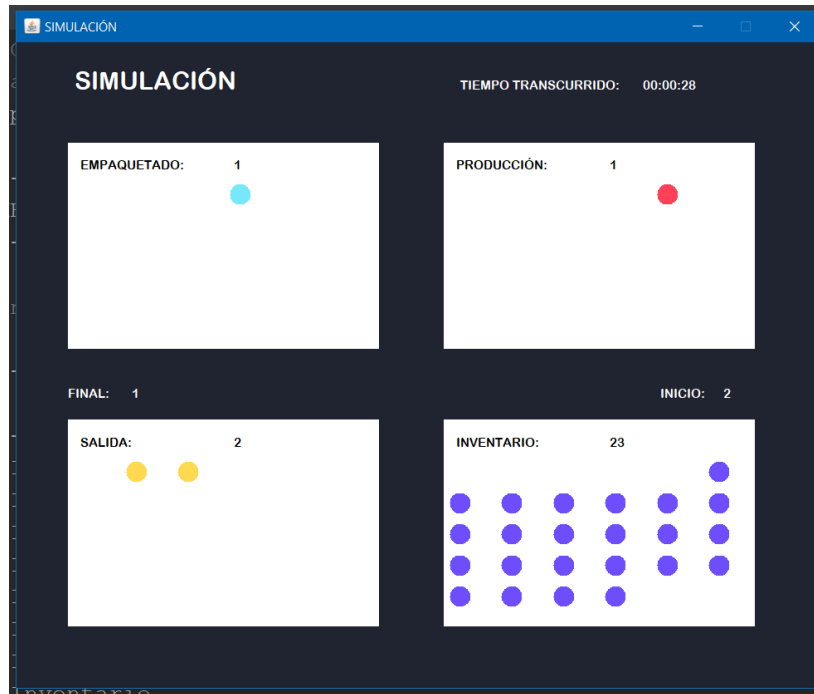 SIMULACIÓN
SIMULACIÓN
TIEMPO TRANSCURRIDO: 00:00:28
EMPAQUETADO: 1
PRODUCCIÓN: 1
FINAL: 1
INICIO: 2
SALIDA: 2
INVENTARIO: 23
Inventario